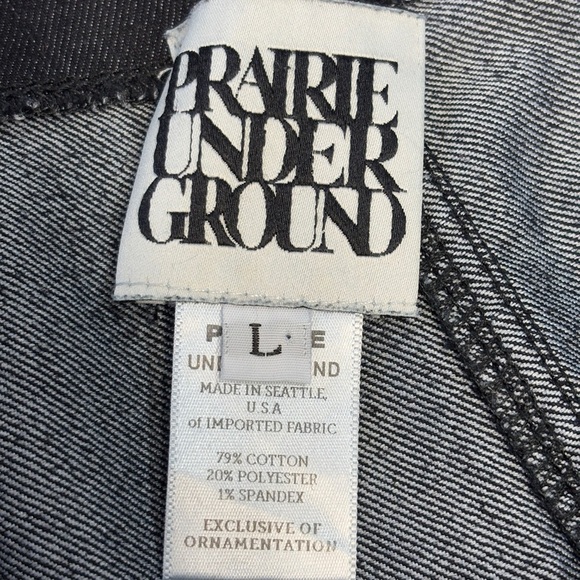 PRAIRIE
UNDER
GROUND
L
MADE IN SEATTLE,
U S A
of IMPORTED FABRIC
79% COTTON
20% POLYESTER
1% SPANDEX
EXCLUSIVE OF
ORNAMENTATION